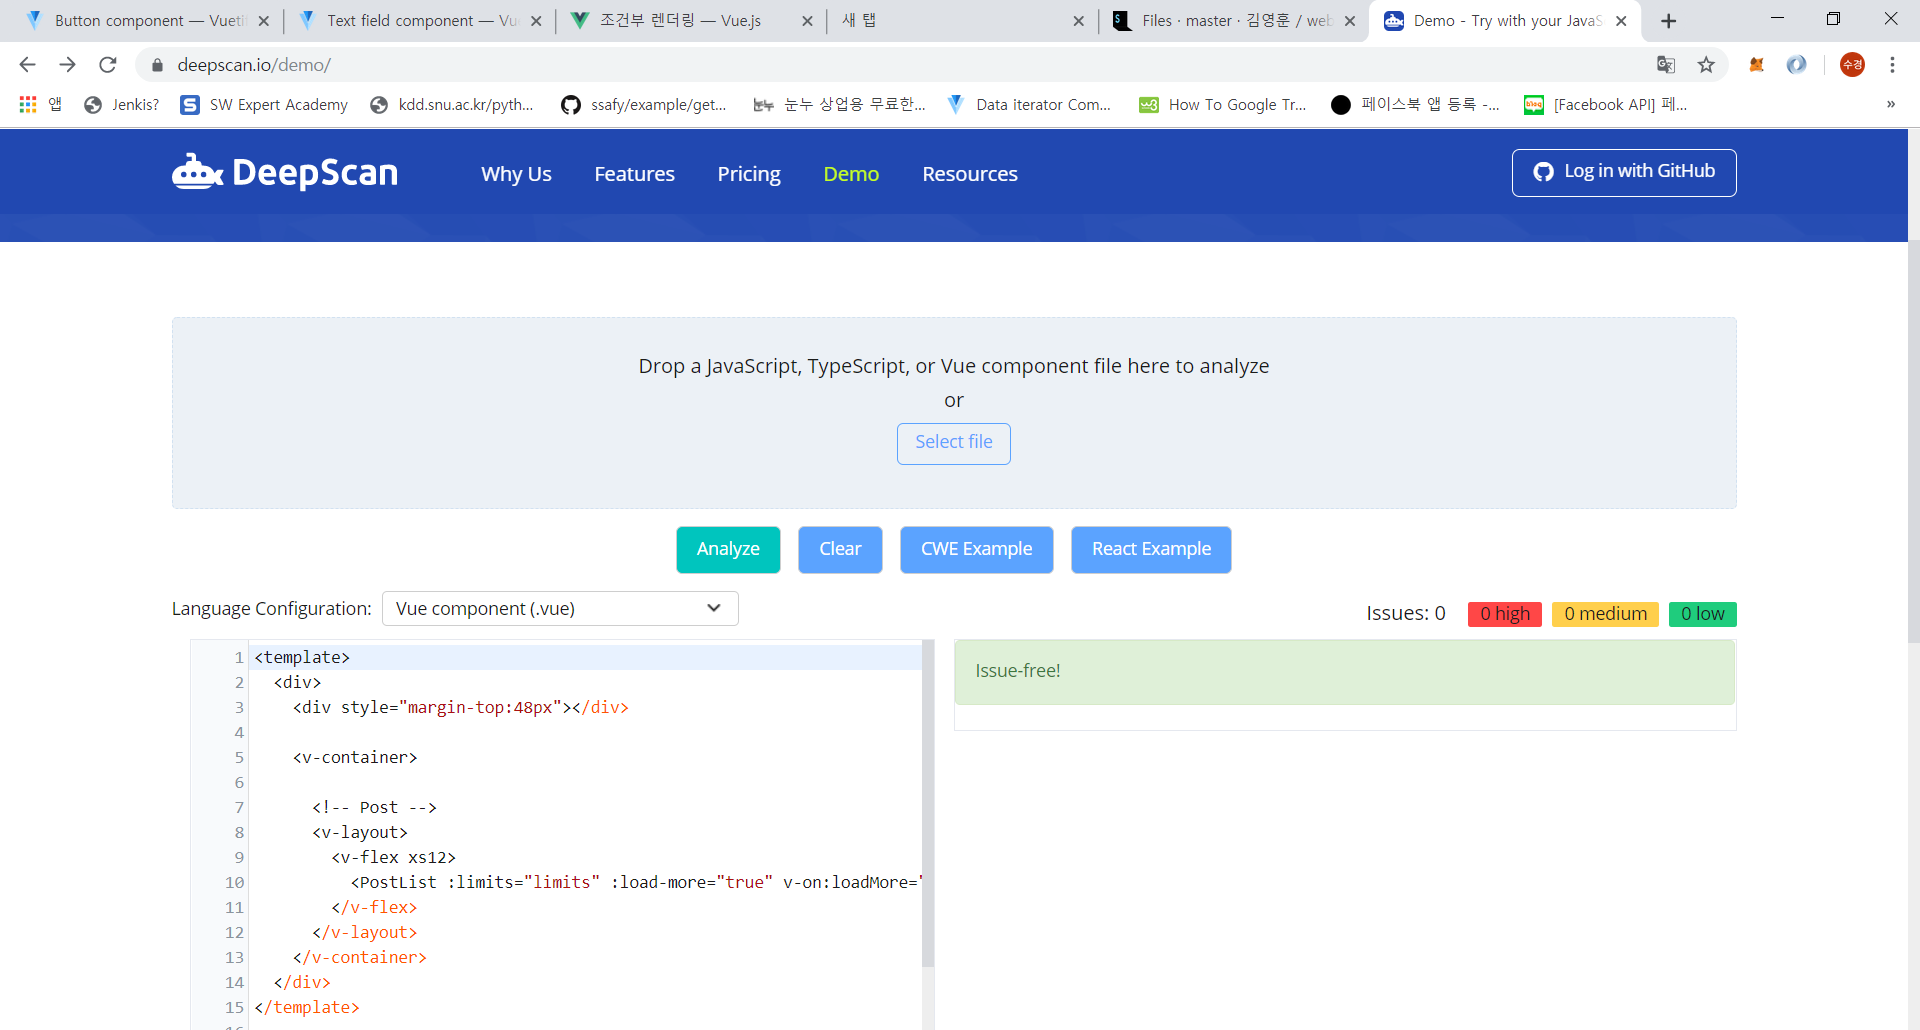 Button component — Vueti
Text field component — Vue
조건부 렌더링 — Vue.js
새 탭
Files · master · 김영훈 / web
Demo - Try with your JavaS
deepscan.io/demo/
수경
앱
Jenkis?
SW Expert Academy
kdd.snu.ac.kr/pyth...
ssafy/example/get...
눈누 상업용 무료한...
Data iterator Com...
How To Google Tr...
페이스북 앱 등록 -...
[Facebook API] 페...
»
DeepScan
Why Us
Features
Pricing
Demo
Resources
Log in with GitHub
Drop a JavaScript, TypeScript, or Vue component file here to analyze
or
Select file
Analyze
Clear
CWE Example
React Example
Language Configuration:
Vue component (.vue)
Issues: 0
0 high
0 medium
0 low
1 <template>
2 <div>
3 <div style="margin-top:48px"></div>
4
5 <v-container>
6
7 <!-- Post -->
8 <v-layout>
9 <v-flex xs12>
10 <PostList :limits="limits" :load-more="true" v-on:loadMore="
11 </v-flex>
12 </v-layout>
13 </v-container>
14 </div>
15 </template>
Issue-free!